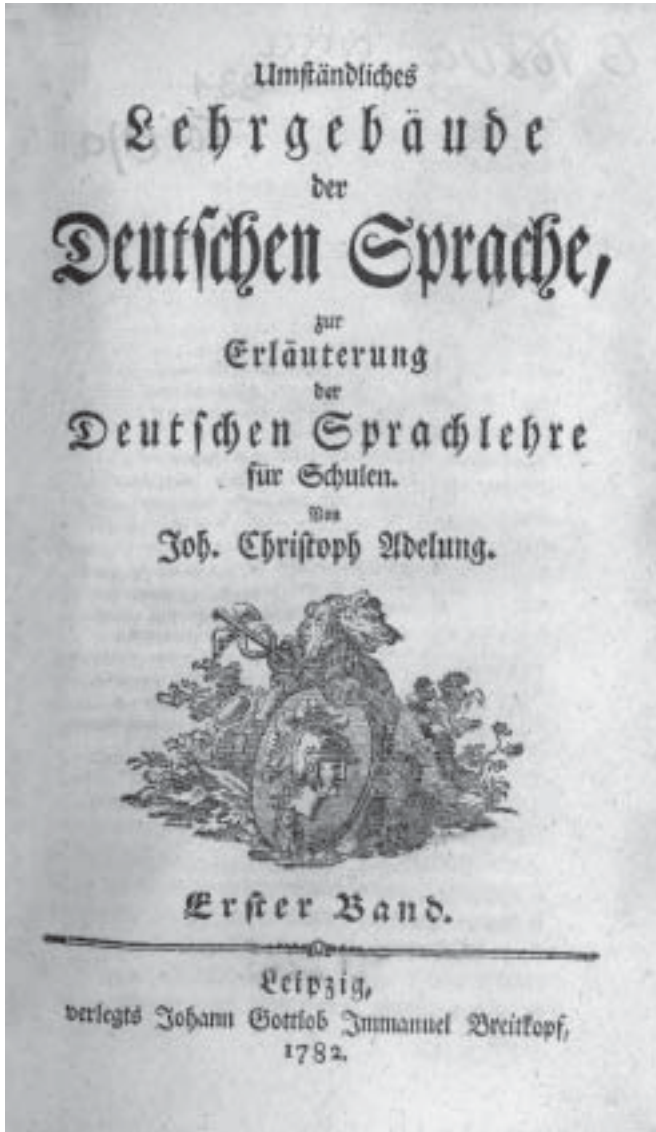 Umständliches
Lehrgebäude
der
Deutschen Sprache,
zur
Erläuterung
der
Deutschen Sprachlehre
für Schulen.
Von
Joh. Christoph Adelung.
Erster Band.
Leipzig,
verlegts Johann Gottlob Immanuel Breitkopf,
1782.